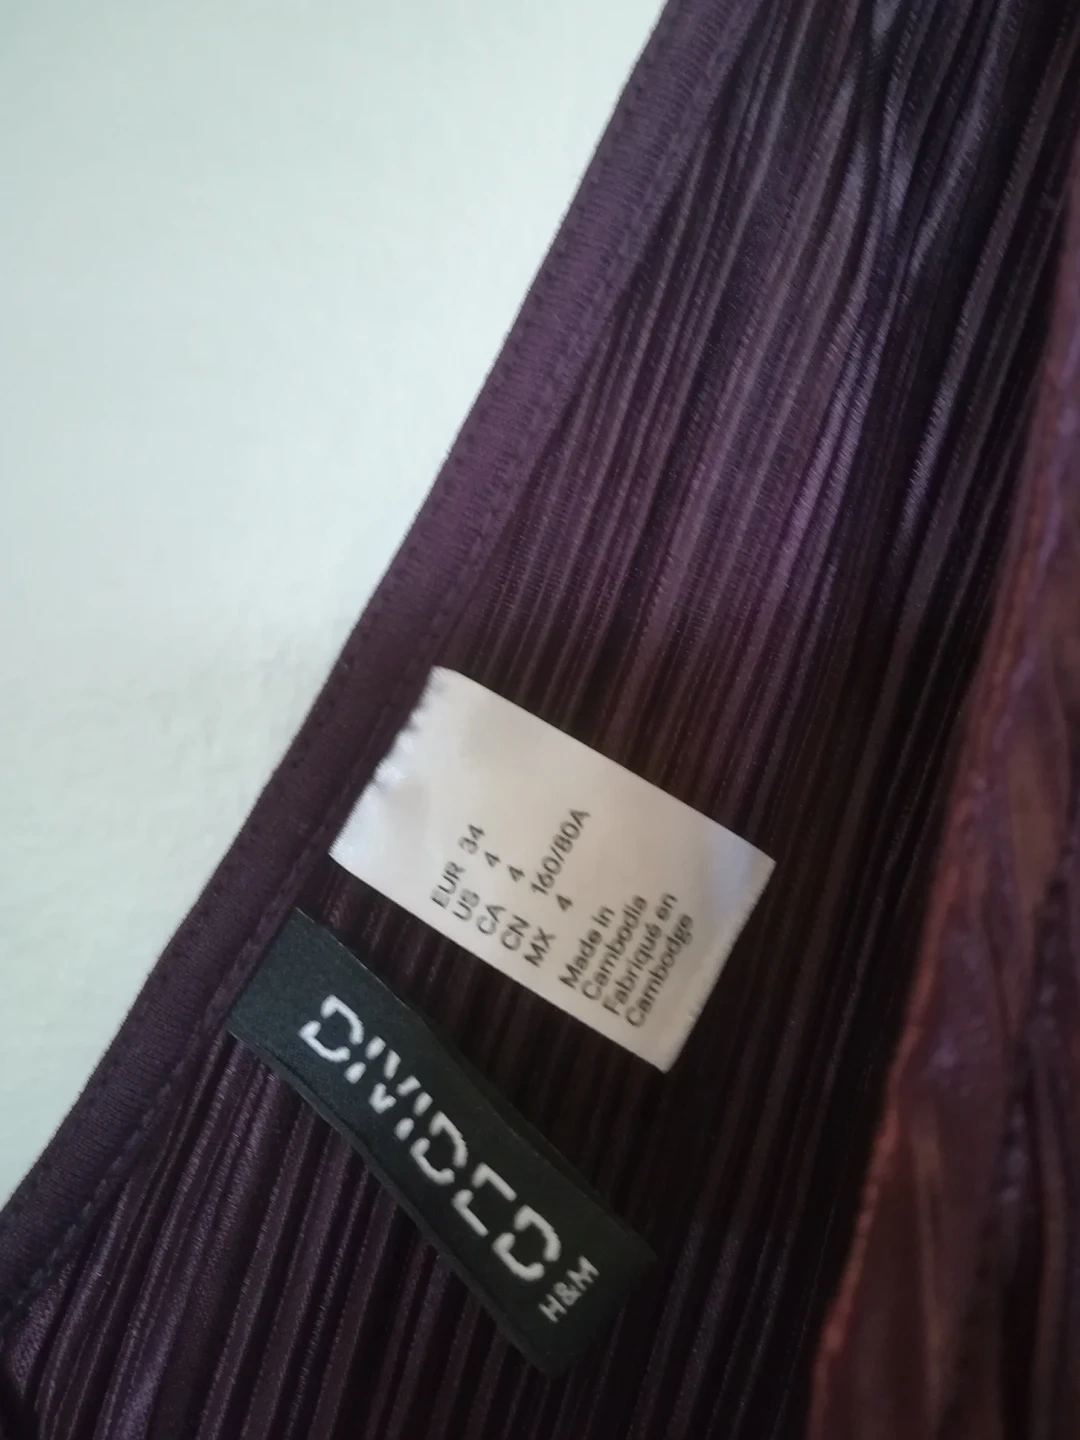 EUR 34
US 4
CA 4
CN 160/80A
MX 4
Made in
Cambodia
Fabriqué en
Cambodge
DIVIDED
H&M